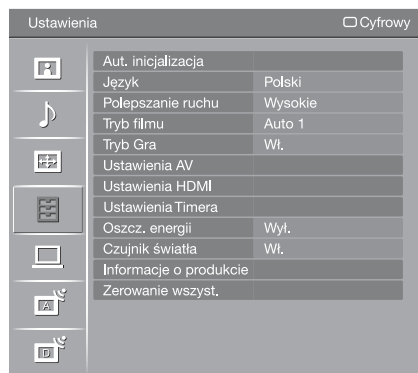 Ustawienia Cyfrowy
Aut. inicjalizacja
Język Polski
Polepszanie ruchu Wysokie
Tryb filmu Auto 1
Tryb Gra Wł.
Ustawienia AV
Ustawienia HDMI
Ustawienia Timera
Oszcz. energii Wył.
Czujnik światła Wł.
Informacje o produkcie
Zerowanie wszyst.
A
D